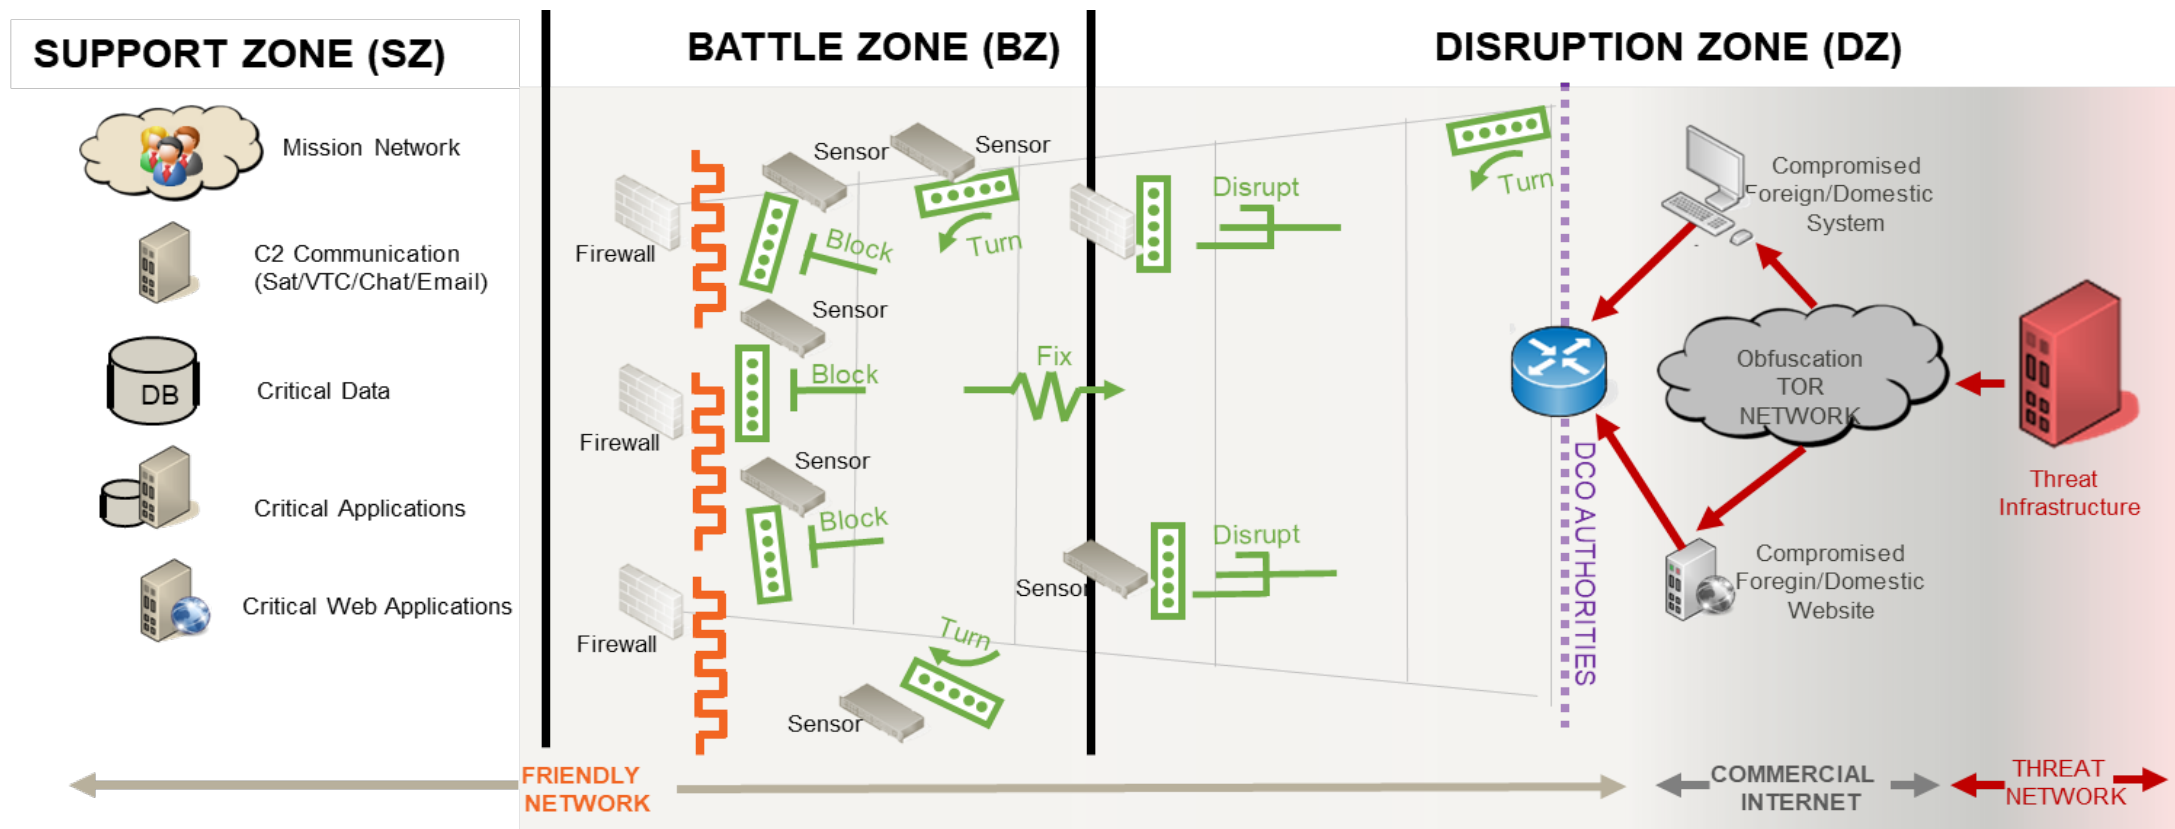 SUPPORT ZONE (SZ)
BATTLE ZONE (BZ)
DISRUPTION ZONE (DZ)
Mission Network
C2 Communication
(Sat/VTC/Chat/Email)
DB
Critical Data
Critical Applications
Critical Web Applications
Firewall
Firewall
Firewall
Sensor
Sensor
Block
Turn
Sensor
Block
Fix
Sensor
Block
Turn
Sensor
Sensor
Disrupt
Disrupt
Turn
DCO AUTHORITIES
Compromised
Foreign/Domestic
System
Obfuscation
TOR
NETWORK
Compromised
Foregin/Domestic
Website
Threat
Infrastructure
FRIENDLY
NETWORK
COMMERCIAL
INTERNET
THREAT
NETWORK